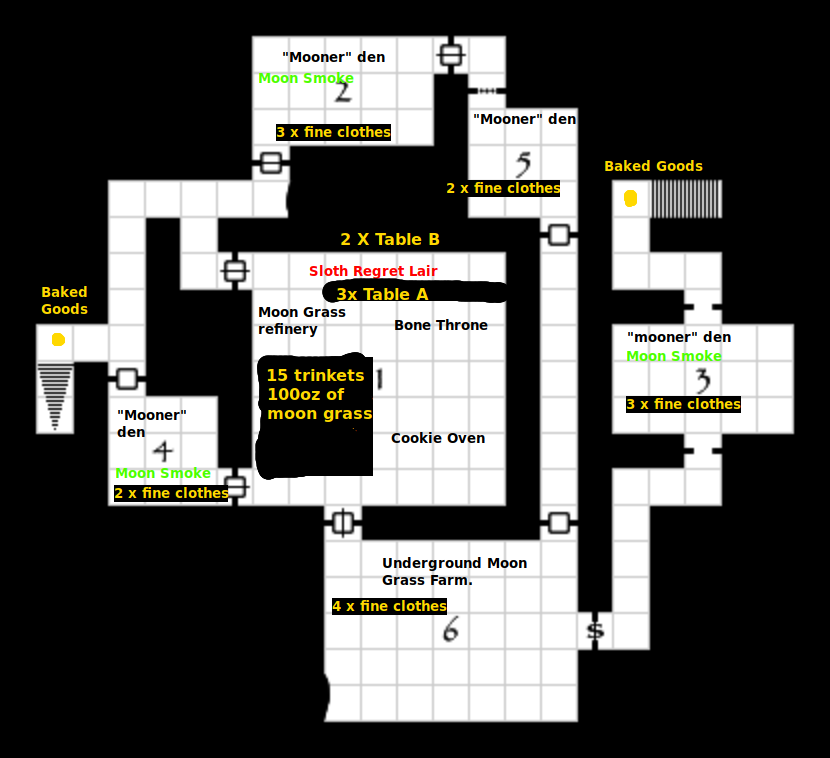 "Mooner" den
Moon Smoke
2
3 x fine clothes
"Mooner" den
5
2 x fine clothes
Baked Goods
2 X Table B
Sloth Regret Lair
3x Table A
Moon Grass
refinery
Bone Throne
15 trinkets
100oz of
moon grass
1
Cookie Oven
Baked
Goods
"mooner" den
Moon Smoke
3
3 x fine clothes
"Mooner"
den
4
Moon Smoke
2 x fine clothes
Underground Moon
Grass Farm.
4 x fine clothes
6
$